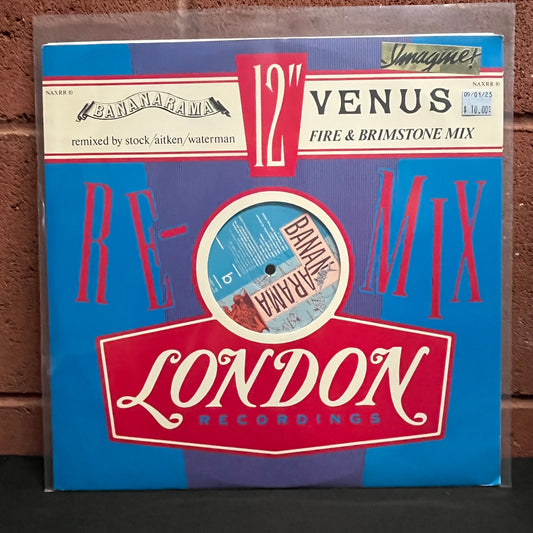 Imagine!
NAXRR 10
NAXRR 10
BANANARAMA
remixed by stock/aitken/waterman
12"
VENUS
FIRE & BRIMSTONE MIX
09/01/25
$ 10.00
RE-MIX
BANANARAMA
b
LONDON
RECORDINGS